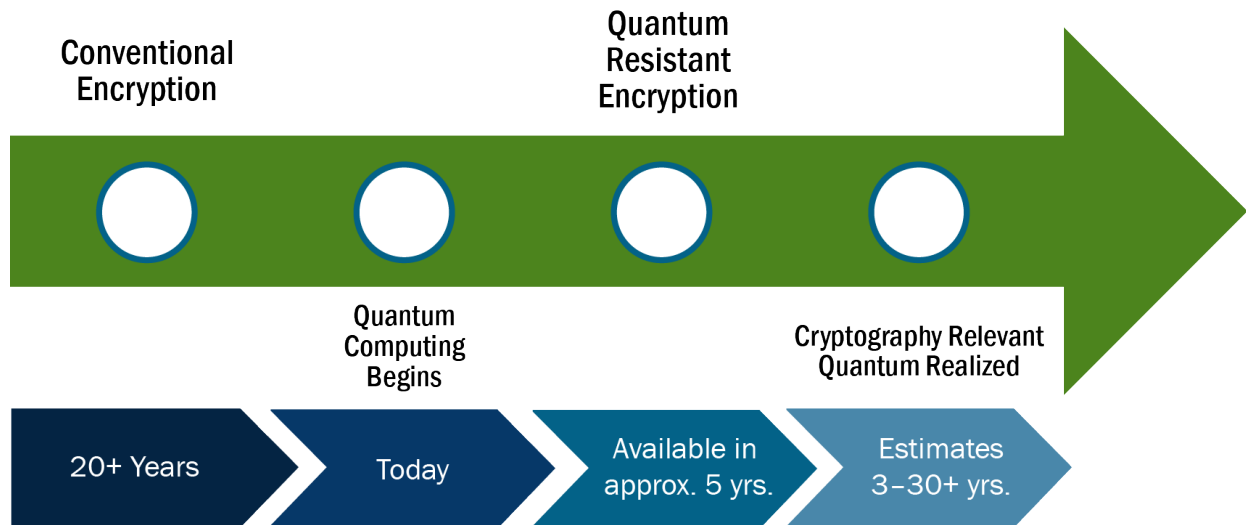 Conventional
Encryption
Quantum
Resistant
Encryption
Quantum
Computing
Begins
Cryptography Relevant
Quantum Realized
20+ Years
Today
Available in
approx. 5 yrs.
Estimates
3–30+ yrs.